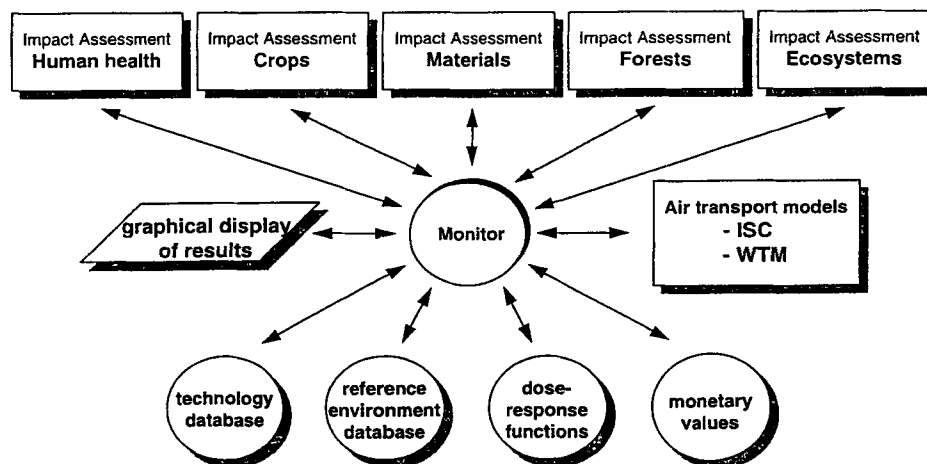 Impact Assessment
Human health
Impact Assessment
Crops
Impact Assessment
Materials
Impact Assessment
Forests
Impact Assessment
Ecosystems
graphical display
of results
Monitor
Air transport models
- ISC
- WTM
technology
database
reference
environment
database
dose-
response
functions
monetary
values